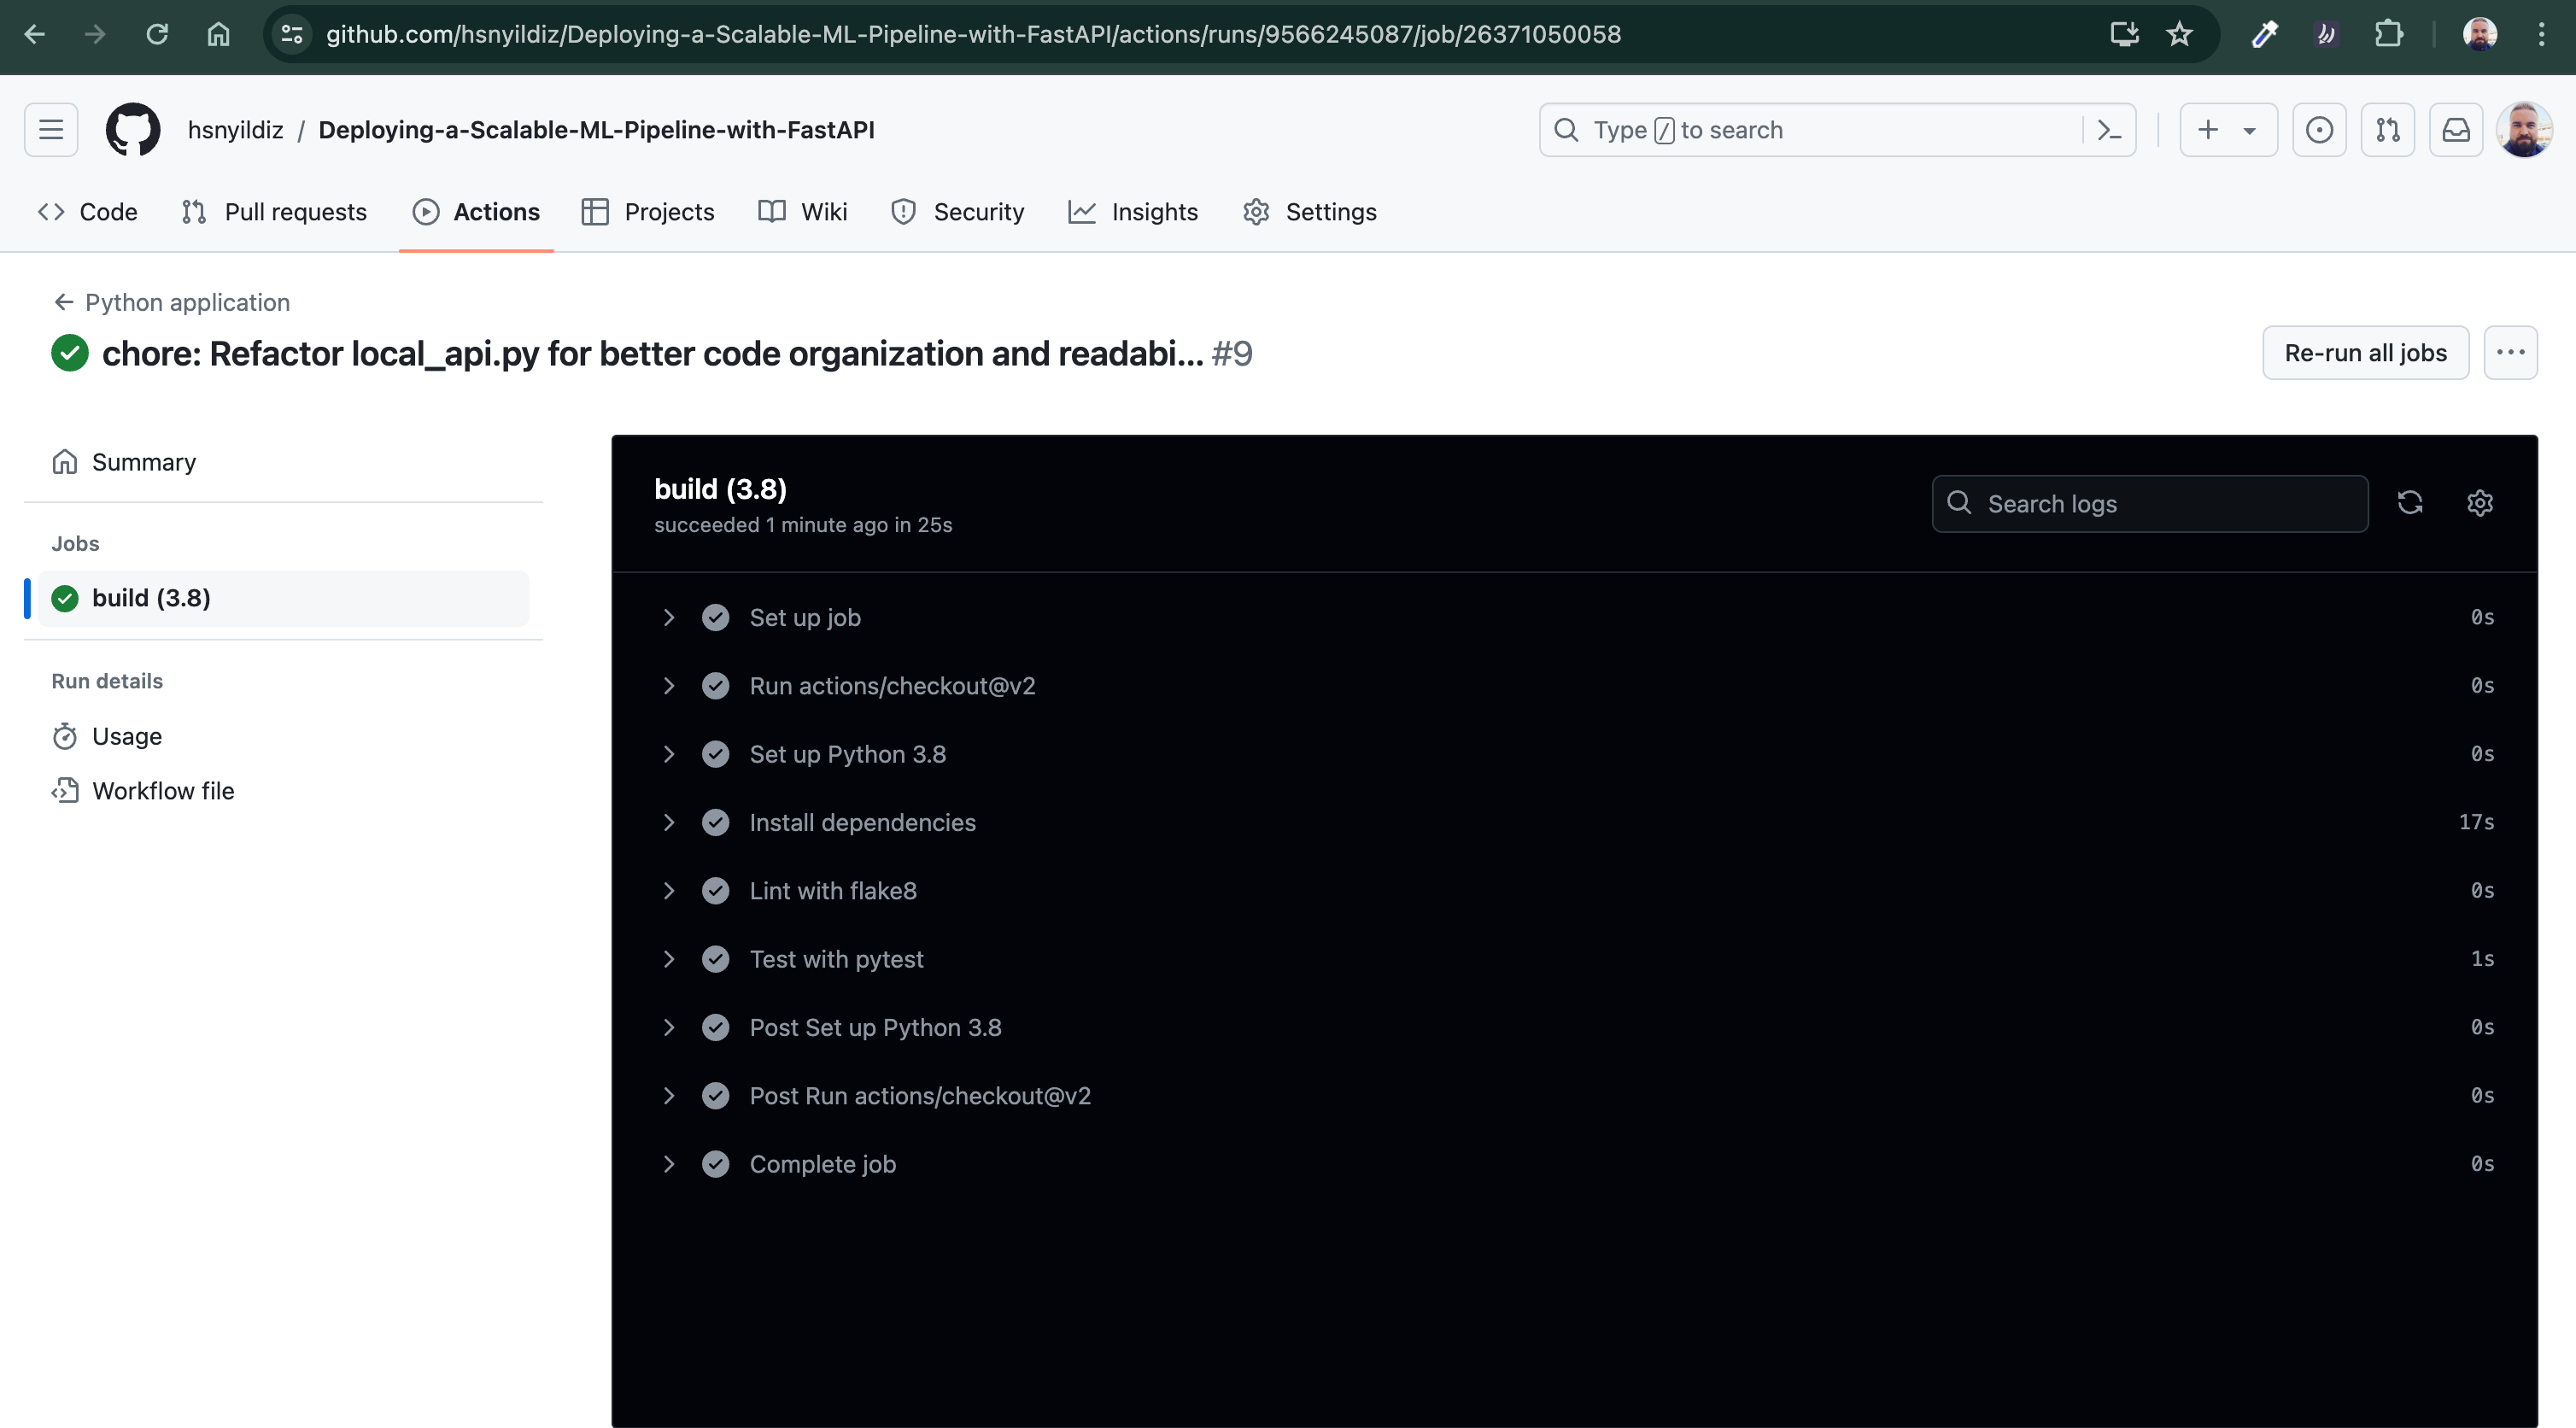 github.com/hsnyildiz/Deploying-a-Scalable-ML-Pipeline-with-FastAPI/actions/runs/9566245087/job/26371050058
hsnyildiz / Deploying-a-Scalable-ML-Pipeline-with-FastAPI
Type / to search
Code Pull requests Actions Projects Wiki Security Insights Settings
Python application
chore: Refactor local_api.py for better code organization and readabi... #9
Re-run all jobs
Summary
Jobs
build (3.8)
Run details
Usage
Workflow file
build (3.8)
succeeded 1 minute ago in 25s
Search logs
Set up job 0s
Run actions/checkout@v2 0s
Set up Python 3.8 0s
Install dependencies 17s
Lint with flake8 0s
Test with pytest 1s
Post Set up Python 3.8 0s
Post Run actions/checkout@v2 0s
Complete job 0s